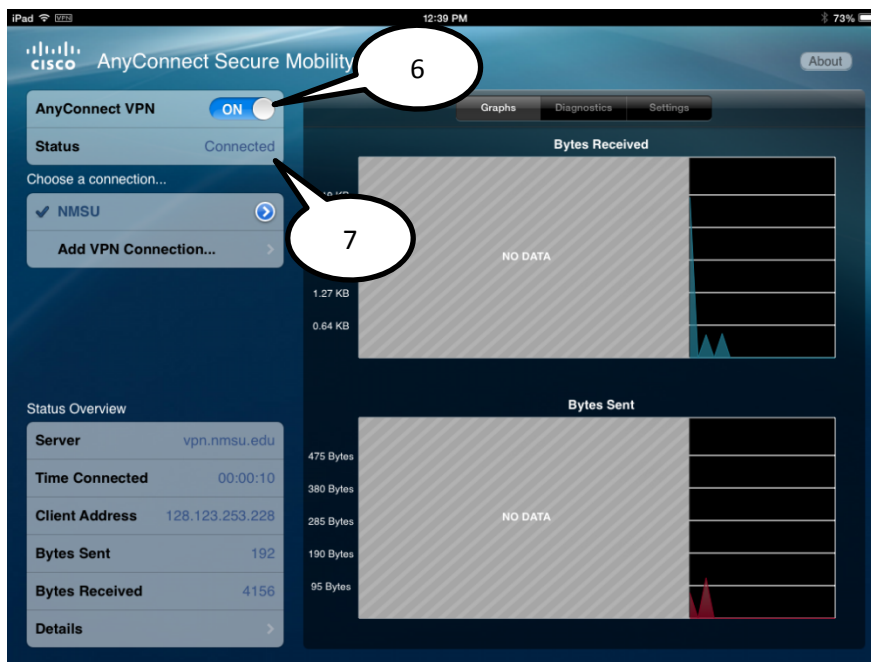 iPad VPN 12:39 PM 73%
cisco AnyConnect Secure Mobility
6
About
AnyConnect VPN ON
Status Connected
7
Choose a connection...
NMSU
Add VPN Connection...
Graphs Diagnostics Settings
Bytes Received
NO DATA
1.27 KB
0.64 KB
Status Overview
Server vpn.nmsu.edu
Time Connected 00:00:10
Client Address 128.123.253.228
Bytes Sent 192
Bytes Received 4156
Details
Bytes Sent
475 Bytes
380 Bytes
285 Bytes
NO DATA
190 Bytes
95 Bytes